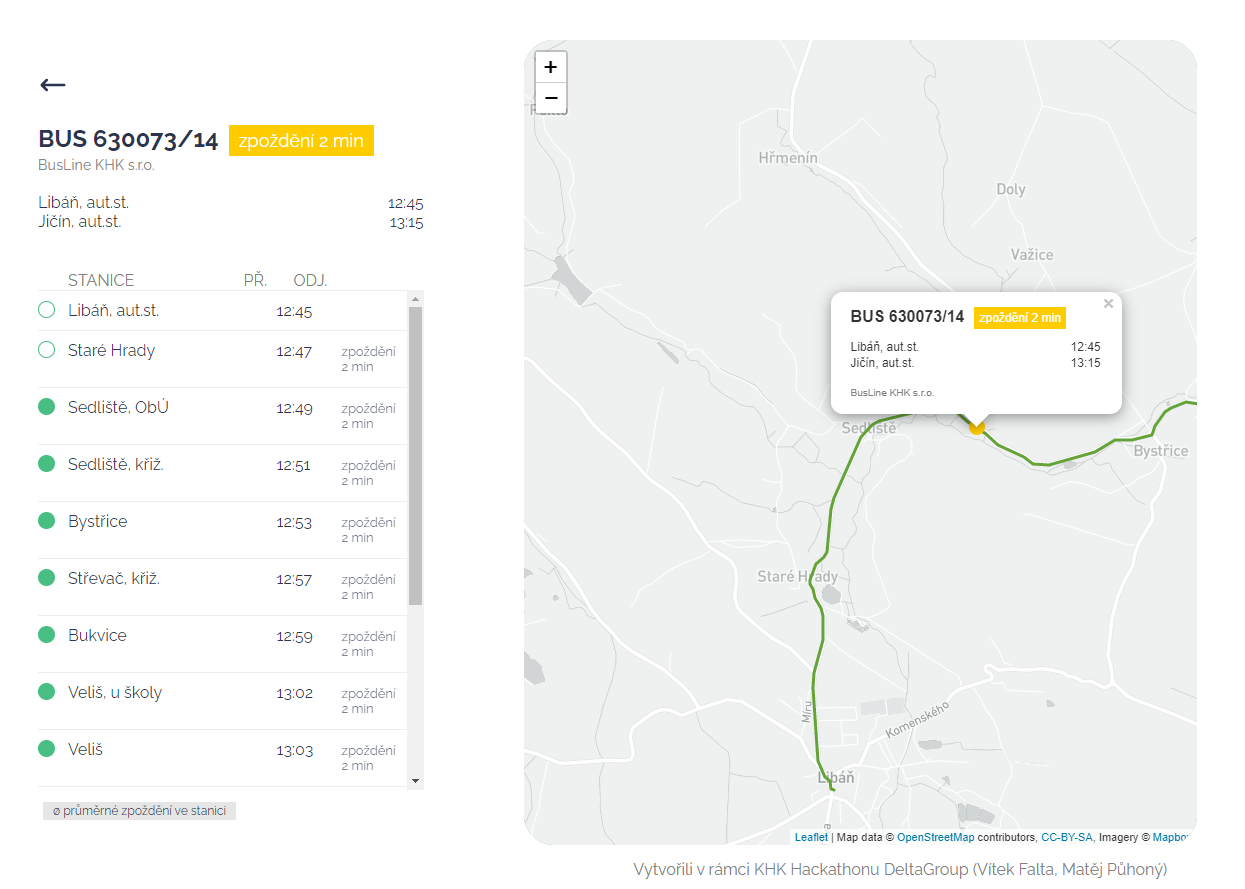 BUS 630073/14 zpoždění 2 min
BusLine KHK s.r.o.
Libáň, aut.st. 12:45
Jičín, aut.st. 13:15
STANICE PŘ. ODJ.
Libáň, aut.st. 12:45
Staré Hrady 12:47 zpoždění
2 min
Sedliště, ObÚ 12:49 zpoždění
2 min
Sedliště, křiž. 12:51 zpoždění
2 min
Bystřice 12:53 zpoždění
2 min
Střevač, křiž. 12:57 zpoždění
2 min
Bukvice 12:59 zpoždění
2 min
Veliš, u školy 13:02 zpoždění
2 min
Veliš 13:03 zpoždění
2 min
ø průměrné zpoždění ve stanici
+
−
Hřmenín
Doly
Važice
BUS 630073/14 zpoždění 2 min ×
Libáň, aut.st. 12:45
Jičín, aut.st. 13:15
BusLine KHK s.r.o.
Sedliště
Bystřice
Staré Hrady
Míru
Komenského
Libáň
Leaflet | Map data © OpenStreetMap contributors, CC-BY-SA, Imagery © Mapbo
Vytvořili v rámci KHK Hackathonu DeltaGroup (Vítek Falta, Matěj Půhoný)